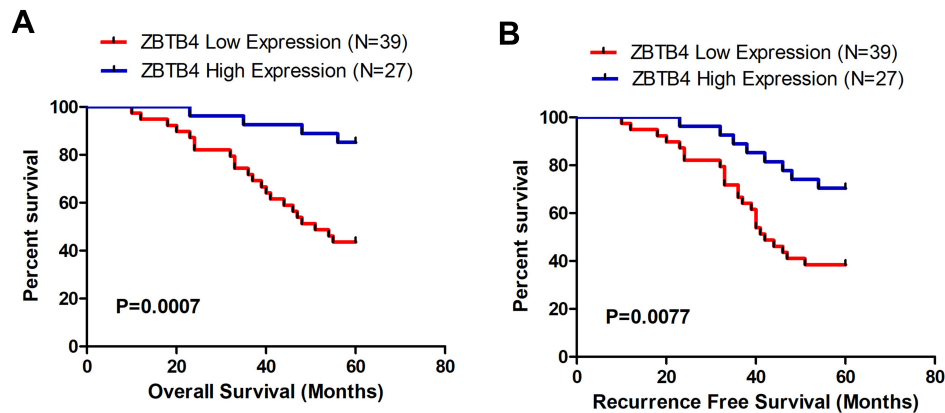 A
ZBTB4 Low Expression (N=39)
ZBTB4 High Expression (N=27)
100
80
60
40
20
0
Percent survival
P=0.0007
0 20 40 60 80
Overall Survival (Months)
B
ZBTB4 Low Expression (N=39)
ZBTB4 High Expression (N=27)
100
80
60
40
20
0
Percent survival
P=0.0077
0 20 40 60 80
Recurrence Free Survival (Months)